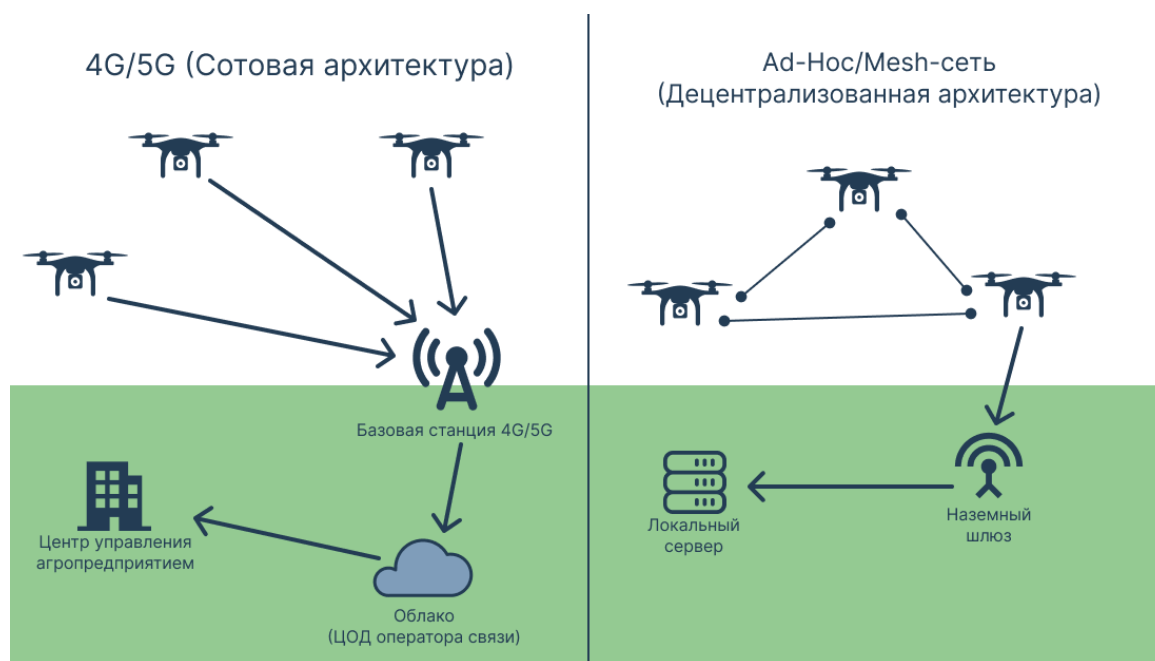 4G/5G (Сотовая архитектура)
Базовая станция 4G/5G
Центр управления
агропредприятием
Облако
(ЦОД оператора связи)
Ad-Hoc/Mesh-сеть
(Децентрализованная архитектура)
Локальный
сервер
Наземный
шлюз